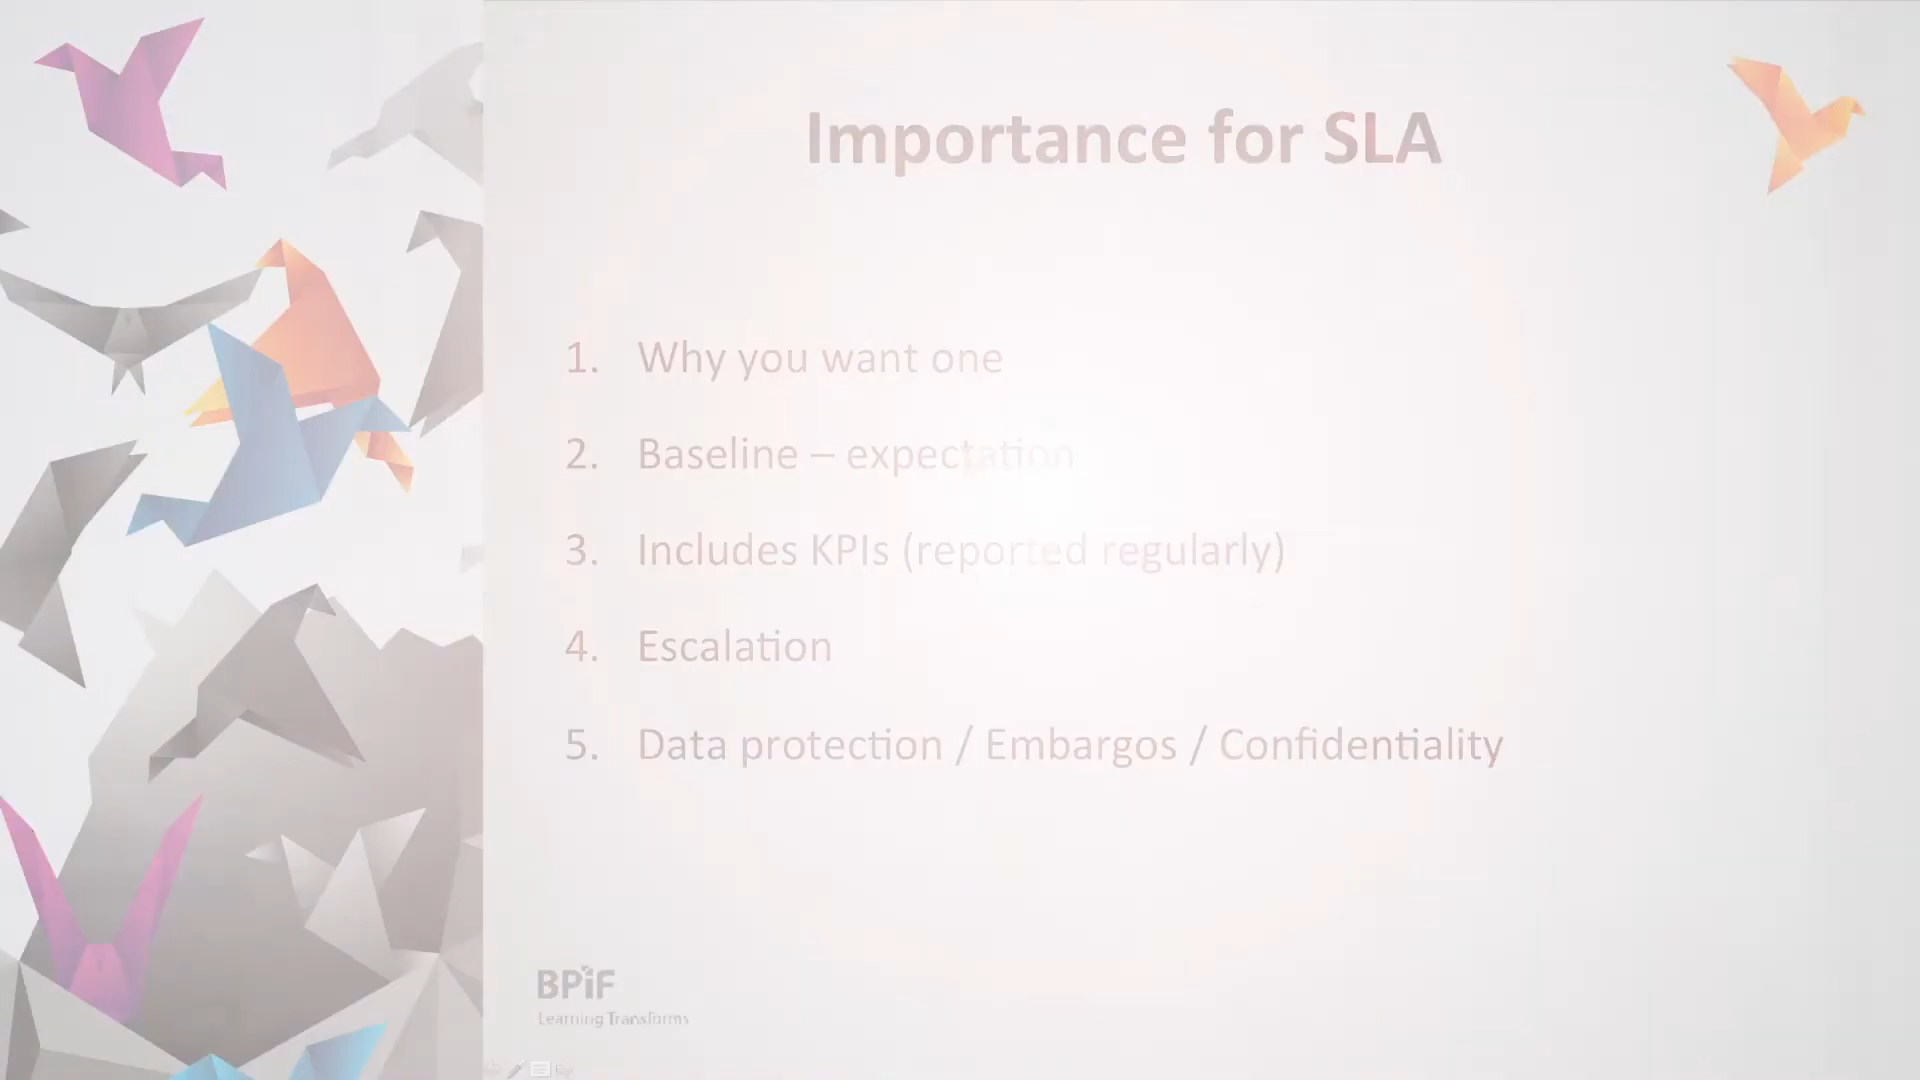 Importance for SLA
1. Why you want one
2. Baseline – expectation
3. Includes KPIs (reported regularly)
4. Escalation
5. Data protection / Embargos / Confidentiality
BPiF
Learning Transforms